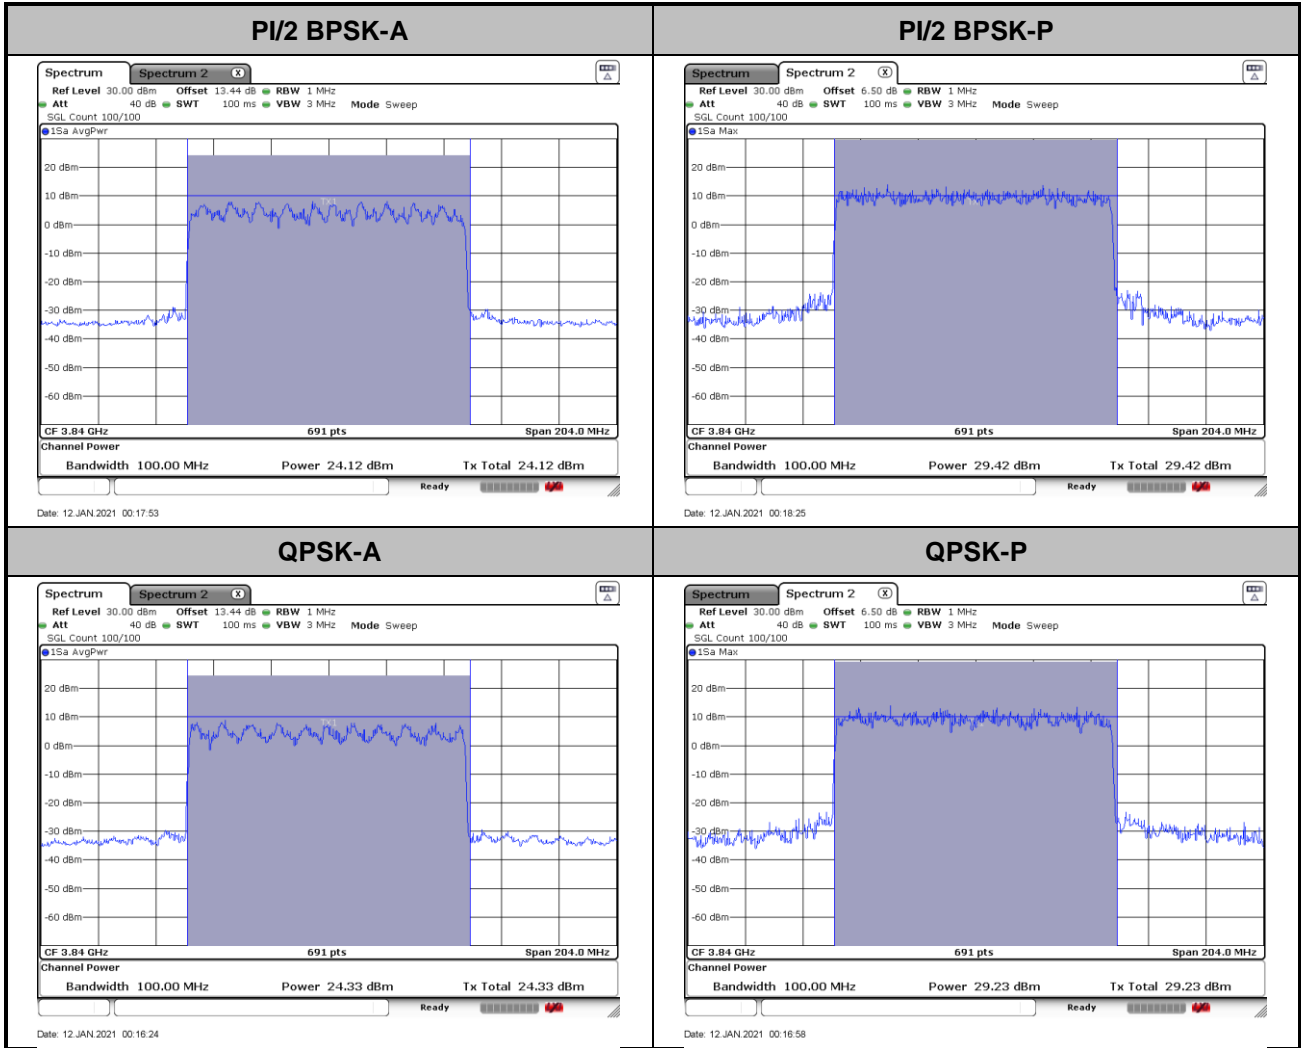 PI/2 BPSK-A
PI/2 BPSK-P
Spectrum Spectrum 2 X
Ref Level 30.00 dBm Offset 13.44 dB RBW 1 MHz
Att 40 dB SWT 100 ms VBW 3 MHz Mode Sweep
SGL Count 100/100
1Sa AvgPwr
20 dBm
10 dBm
0 dBm
-10 dBm
-20 dBm
-30 dBm
-40 dBm
-50 dBm
-60 dBm
CF 3.84 GHz 691 pts Span 204.0 MHz
Channel Power
Bandwidth 100.00 MHz Power 24.12 dBm Tx Total 24.12 dBm
Ready
Date: 12.JAN.2021 00:17:53
Spectrum Spectrum 2 X
Ref Level 30.00 dBm Offset 6.50 dB RBW 1 MHz
Att 40 dB SWT 100 ms VBW 3 MHz Mode Sweep
SGL Count 100/100
1Sa Max
20 dBm
10 dBm
0 dBm
-10 dBm
-20 dBm
-30 dBm
-40 dBm
-50 dBm
-60 dBm
CF 3.84 GHz 691 pts Span 204.0 MHz
Channel Power
Bandwidth 100.00 MHz Power 29.42 dBm Tx Total 29.42 dBm
Ready
Date: 12.JAN.2021 00:18:25
QPSK-A
QPSK-P
Spectrum Spectrum 2 X
Ref Level 30.00 dBm Offset 13.44 dB RBW 1 MHz
Att 40 dB SWT 100 ms VBW 3 MHz Mode Sweep
SGL Count 100/100
1Sa AvgPwr
20 dBm
10 dBm
0 dBm
-10 dBm
-20 dBm
-30 dBm
-40 dBm
-50 dBm
-60 dBm
CF 3.84 GHz 691 pts Span 204.0 MHz
Channel Power
Bandwidth 100.00 MHz Power 24.33 dBm Tx Total 24.33 dBm
Ready
Date: 12.JAN.2021 00:16:24
Spectrum Spectrum 2 X
Ref Level 30.00 dBm Offset 6.50 dB RBW 1 MHz
Att 40 dB SWT 100 ms VBW 3 MHz Mode Sweep
SGL Count 100/100
1Sa Max
20 dBm
10 dBm
0 dBm
-10 dBm
-20 dBm
-30 dBm
-40 dBm
-50 dBm
-60 dBm
CF 3.84 GHz 691 pts Span 204.0 MHz
Channel Power
Bandwidth 100.00 MHz Power 29.23 dBm Tx Total 29.23 dBm
Ready
Date: 12.JAN.2021 00:16:58